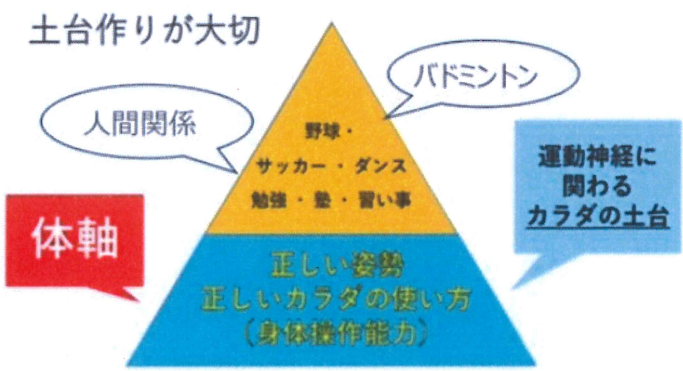 土台作りが大切
バドミントン
人間関係
野球・
サッカー・ダンス
勉強・塾・習い事
運動神経に
関わる
カラダの土台
体軸
正しい姿勢
正しいカラダの使い方
（身体操作能力）